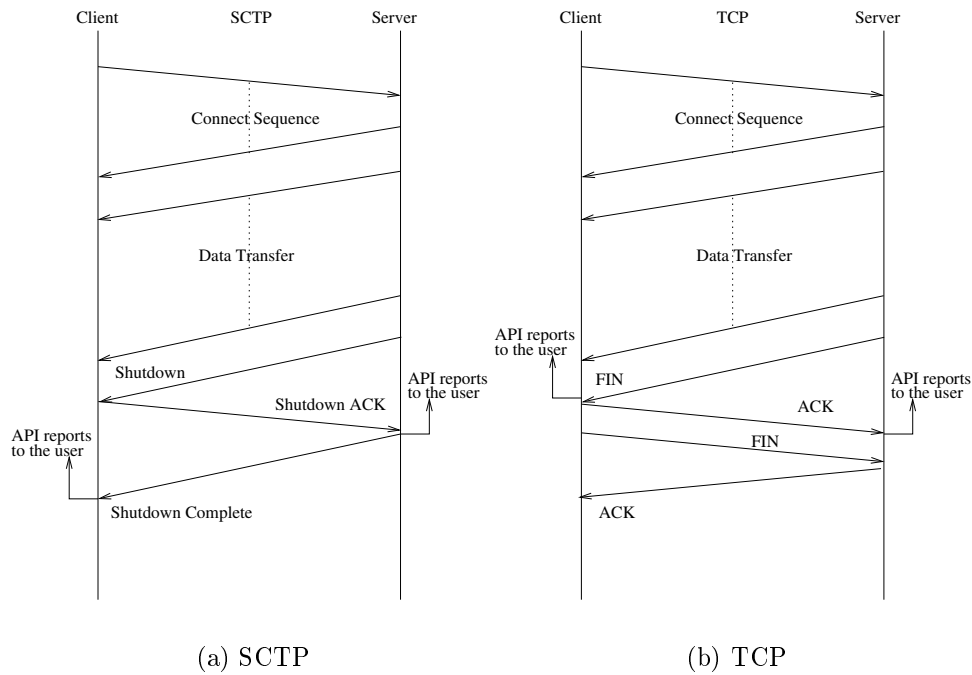 Client SCTP Server
Connect Sequence
Data Transfer
Shutdown
API reports
to the user
Shutdown ACK
API reports
to the user
Shutdown Complete
(a) SCTP
Client TCP Server
Connect Sequence
Data Transfer
API reports
to the user
FIN
API reports
to the user
ACK
FIN
ACK
(b) TCP